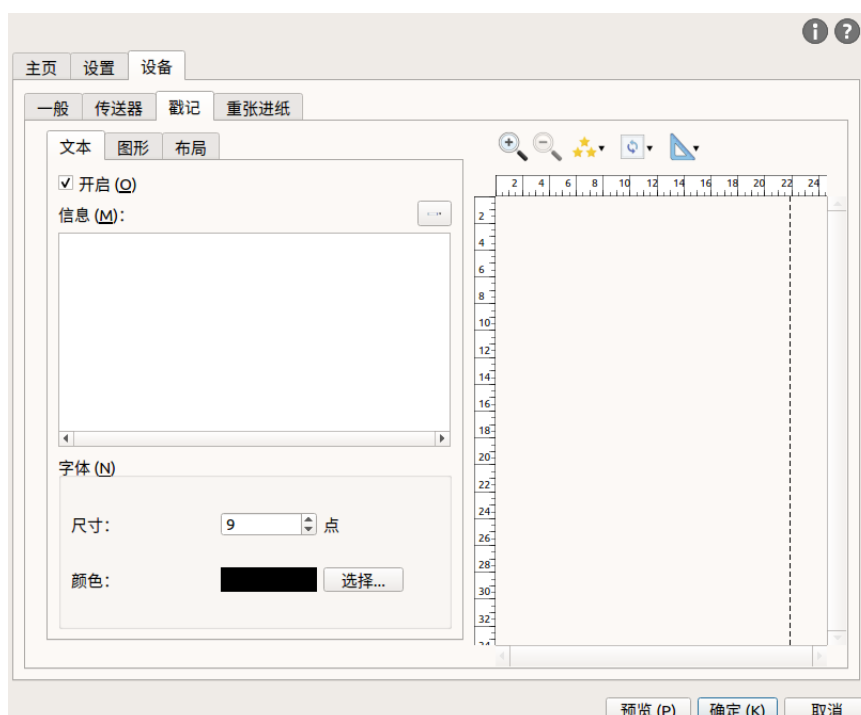 主页 设置 设备
一般 传送器 戳记 重张进纸
文本 图形 布局
开启 (O)
信息 (M):
字体 (N)
尺寸: 9 点
颜色: 选择...
2 4 6 8 10 12 14 16 18 20 22 24
2
4
6
8
10
12
14
16
18
20
22
24
26
28
30
32
34
预览 (P) 确定 (K) 取消